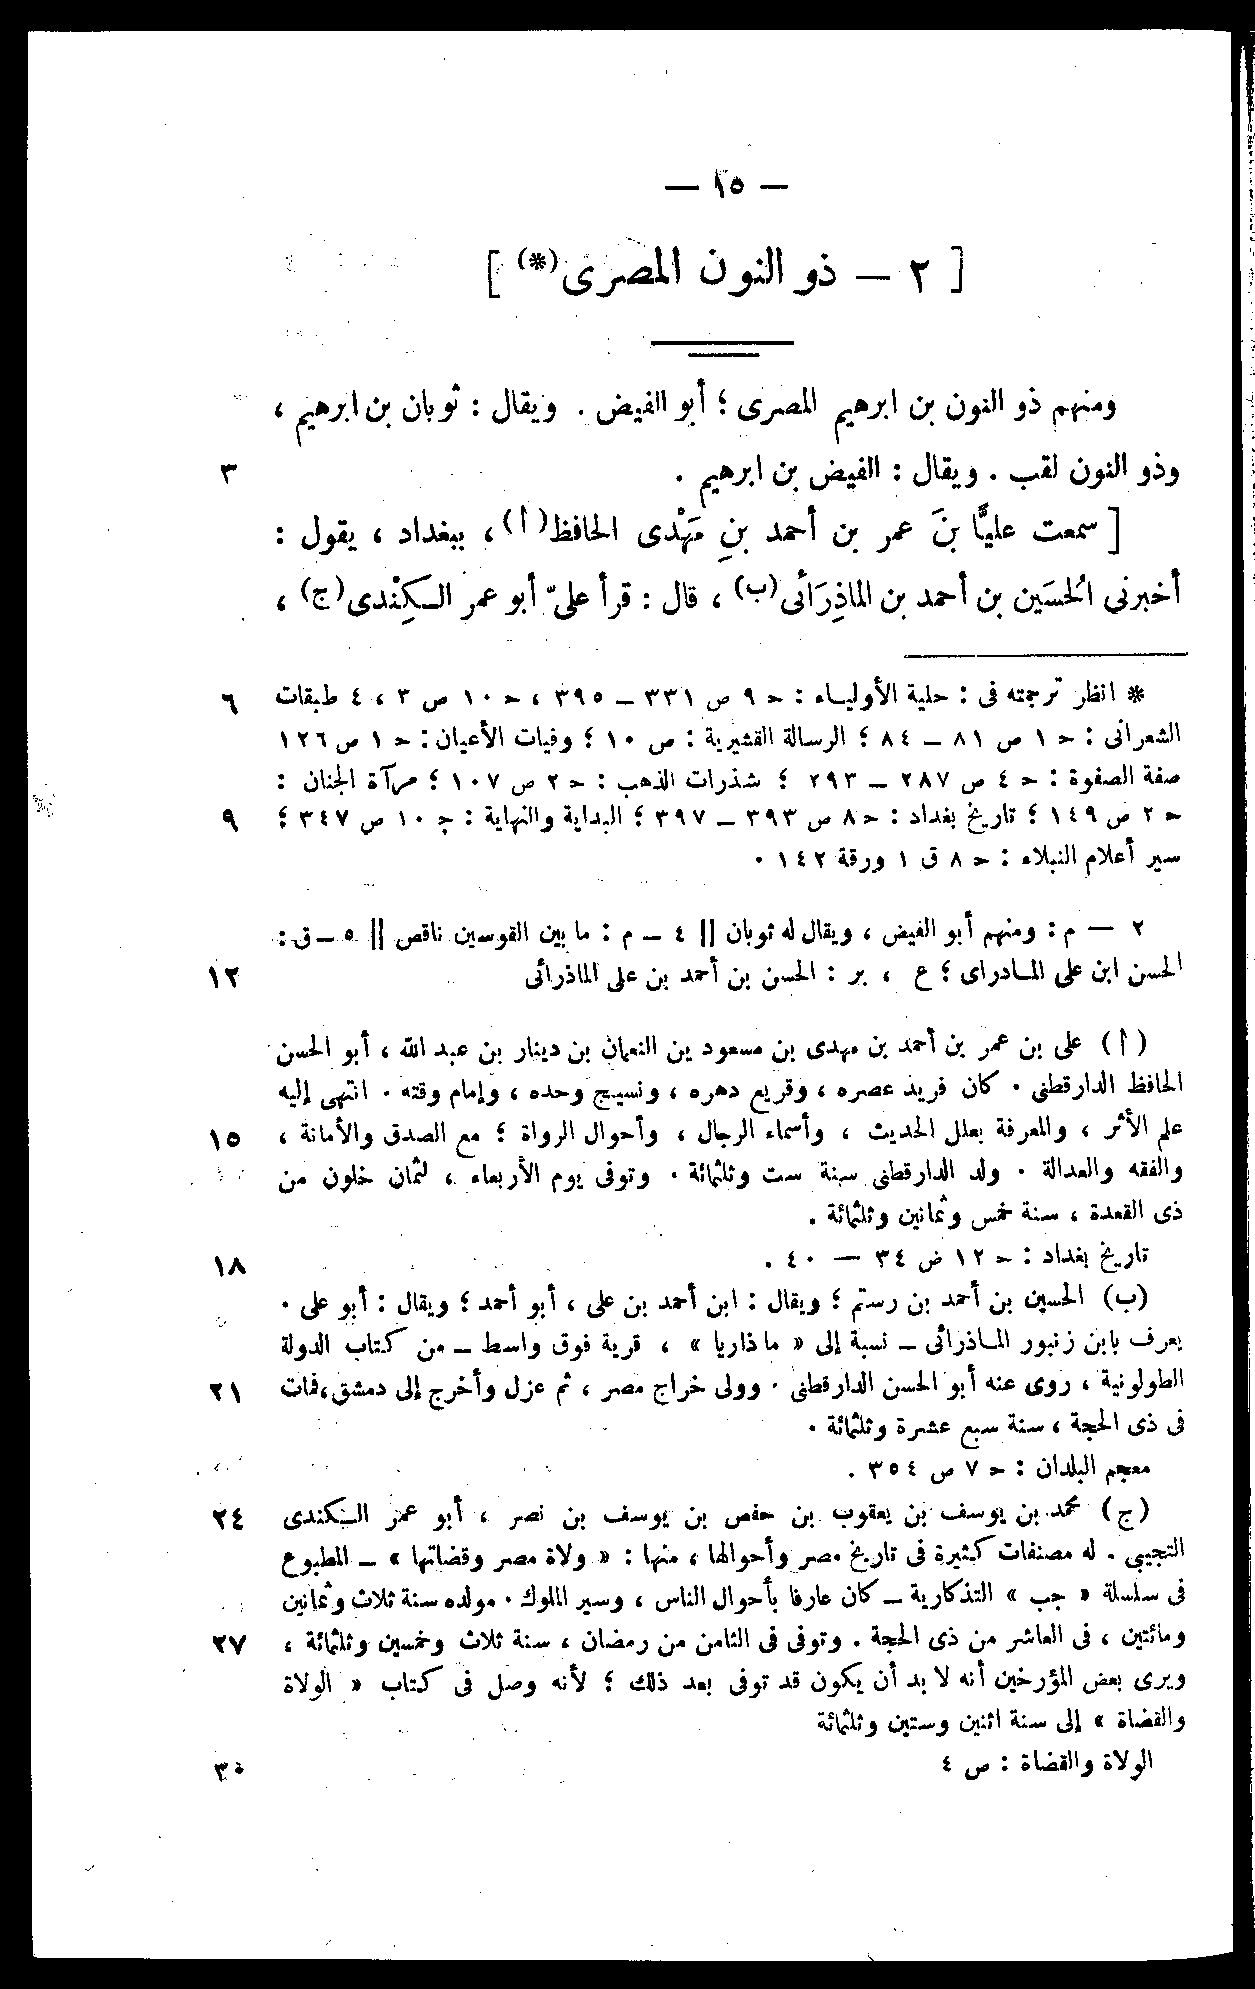 — ١٥ —
[ ٢ — ذو النون المصرى(*) ]
ومنهم ذو النون بن ابرهيم المصرى ؛ أبو الفيض . ويقال : ثوبان بن ابرهيم ،
وذو النون لقب . ويقال : الفيض بن ابرهيم . ٣
[ سمعت عليًّا بنَ عمر بن أحمد بنِ مَهْدى الحافظ(أ) ، ببغداد ، يقول :
أخبرنى الُحسَين بن أحمد بن الماذِرَائى(ب) ، قال : قرأ علىّ أبو عمر الكِنْدى(ج) ،
* انظر ترجمته فى : حلية الأولياء : ح ٩ ص ٣٣١ – ٣٩٥ ، ح ١٠ ص ٣ ، ٤ طبقات ٦
الشعرانى : ح ١ ص ٨١ – ٨٤ ؛ الرسالة القشيرية : ص ١٠ ؛ وفيات الأعيان : ح ١ ص ١٢٦
صفة الصفوة : ح ٤ ص ٢٨٧ – ٢٩٣ ؛ شذرات الذهب : ح ٢ ص ١٠٧ ؛ مرآة الجنان :
ح ٢ ص ١٤٩ ؛ تاريخ بغداد : ح ٨ ص ٣٩٣ – ٣٩٧ ؛ البداية والنهاية : ج ١٠ ص ٣٤٧ ؛ ٩
سير أعلام النبلاء : ح ٨ ق ١ ورقة ١٤٢ .
٢ — م : ومنهم أبو الفيض ، ويقال له ثوبان || ٤ – م : ما بين القوسين ناقص || ٥ – ق :
الحسن ابن على المادراى ؛ ع ، بر : الحسن بن أحمد بن على الماذرائى ١٢
(أ) على بن عمر بن أحمد بن مهدى بن مسعود بن النعمان بن دينار بن عبد الله ، أبو الحسن
الحافظ الدارقطنى . كان فريد عصره ، وقريع دهره ، ونسيج وحده ، وإمام وقته . انتهى إليه
علم الأثر ، والمعرفة بعلل الحديث ، وأسماء الرجال ، وأحوال الرواة ؛ مع الصدق والأمانة ، ١٥
والفقه والعدالة . ولد الدارقطنى سنة ست وثلثمائة . وتوفى يوم الأربعاء ، لثمان خلون من
ذى القعدة ، سنة خمس وثمانين وثلثمائة .
تاريخ بغداد : ح ١٢ ض ٣٤ — ٤٠ . ١٨
(ب) الحسين بن أحمد بن رستم ؛ ويقال : ابن أحمد بن على ، أبو أحمد ؛ ويقال : أبو على .
يعرف بابن زنبور الماذرائى – نسبة إلى « ماذاريا » ، قرية فوق واسط – من كتاب الدولة
الطولونية ، روى عنه أبو الحسن الدارقطنى . وولى خراج مصر ، ثم عزل وأخرج إلى دمشق ، فمات ٢١
فى ذى الحجة ، سنة سبع عشرة وثلثمائة .
معجم البلدان : ح ٧ ص ٣٥٤ .
(ج) محمد بن يوسف بن يعقوب بن حفص بن يوسف بن نصر ، أبو عمر الكندى ٢٤
التجيبى . له مصنفات كثيرة فى تاريخ مصر وأحوالها ، منها : « ولاة مصر وقضاتها » – المطبوع
فى سلسلة « جب » التذكارية – كان عارفا بأحوال الناس ، وسير الملوك . مولده سنة ثلاث وثمانين
ومائتين ، فى العاشر من ذى الحجة . وتوفى فى الثامن من رمضان ، سنة ثلاث وخمسين وثلثمائة ، ٢٧
ويرى بعض المؤرخين أنه لا بد أن يكون قد توفى بعد ذلك ؛ لأنه وصل فى كتاب « الولاة
والقضاة » إلى سنة اثنين وستين وثلثمائة
الولاة والقضاة : ص ٤ ٣٠